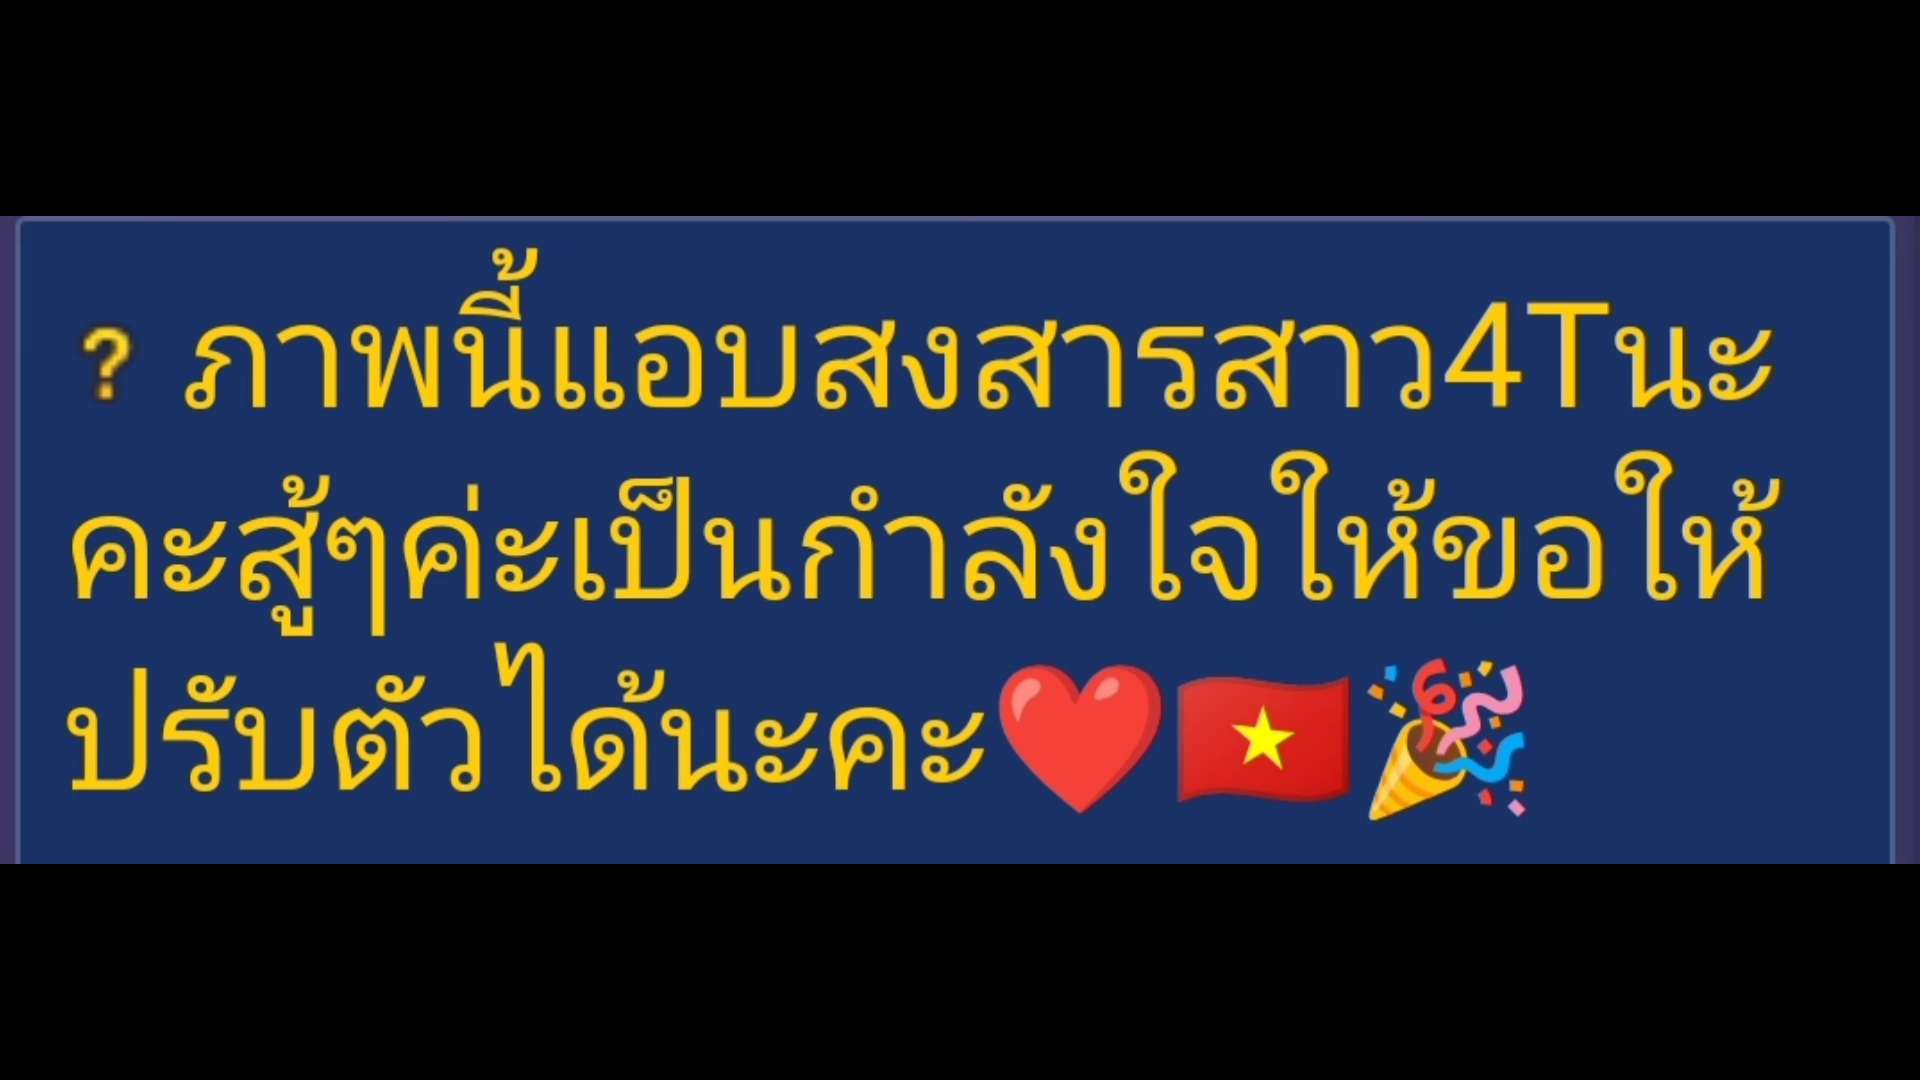 ? ภาพนี้แอบสงสารสาว4Tนะ
คะสู้ๆค่ะเป็นกำลังใจให้ขอให้
ปรับตัวได้นะคะ❤️🇻🇳🎉